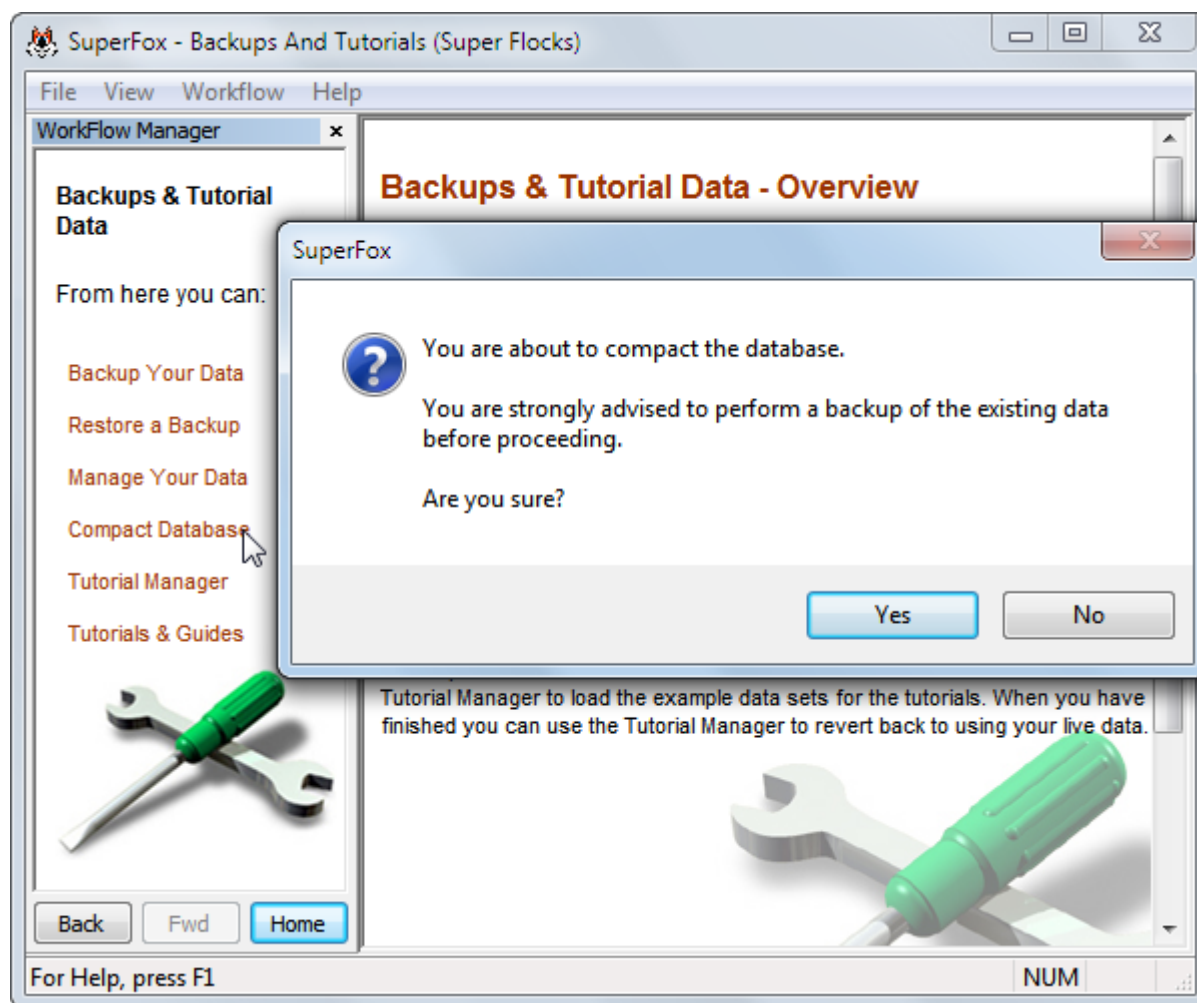 SuperFox - Backups And Tutorials (Super Flocks)
File View Workflow Help
WorkFlow Manager
Backups & Tutorial
Data
From here you can:
Backup Your Data
Restore a Backup
Manage Your Data
Compact Database
Tutorial Manager
Tutorials & Guides
Back Fwd Home
Backups & Tutorial Data - Overview
SuperFox
You are about to compact the database.
You are strongly advised to perform a backup of the existing data
before proceeding.
Are you sure?
Yes No
Tutorial Manager to load the example data sets for the tutorials. When you have
finished you can use the Tutorial Manager to revert back to using your live data.
For Help, press F1
NUM